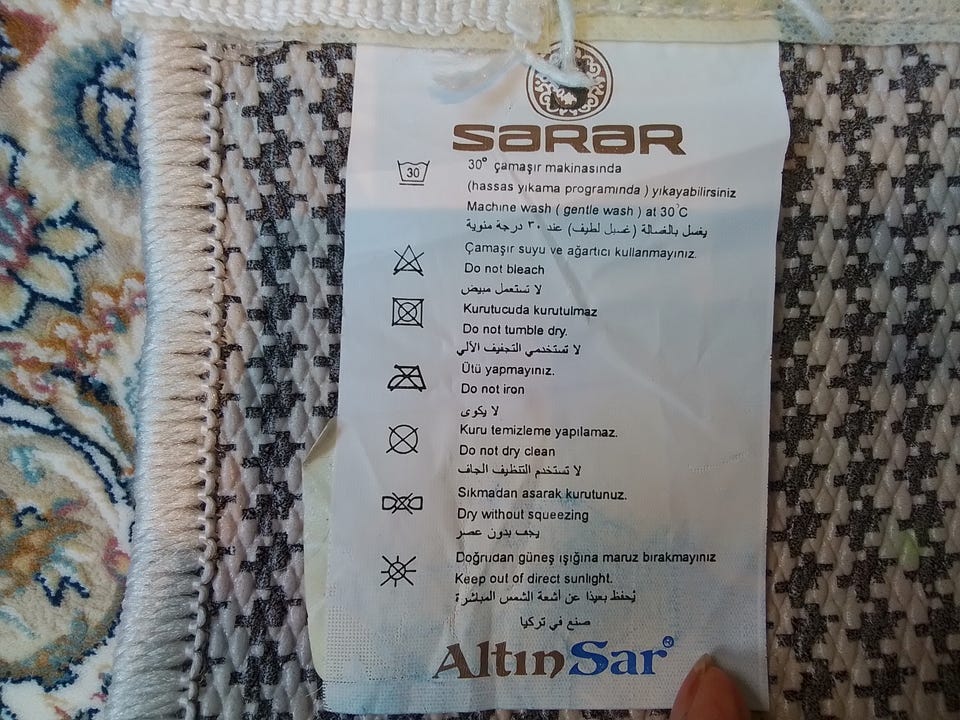 SARAR
30
30° çamaşır makinasında
(hassas yıkama programında ) yıkayabilirsiniz
Machine wash ( gentle wash ) at 30°C
يغسل بالغسالة (غسيل لطيف) عند ٣٠ درجة مئوية
Çamaşır suyu ve ağartıcı kullanmayınız.
Do not bleach
لا تستعمل مبيض
Kurutucuda kurutulmaz
Do not tumble dry.
لا تستخدمي التجفيف الألي
Ütü yapmayınız.
Do not iron
لا يكوى
Kuru temizleme yapılamaz.
Do not dry clean
لا تستخدم التنظيف الجاف
Sıkmadan asarak kurutunuz.
Dry without squeezing
يجف بدون عصر
Doğrudan güneş ışığına maruz bırakmayınız
Keep out of direct sunlight.
يُحفظ بعيدًا عن أشعة الشمس المباشرة
صنع في تركيا
AltınSar®